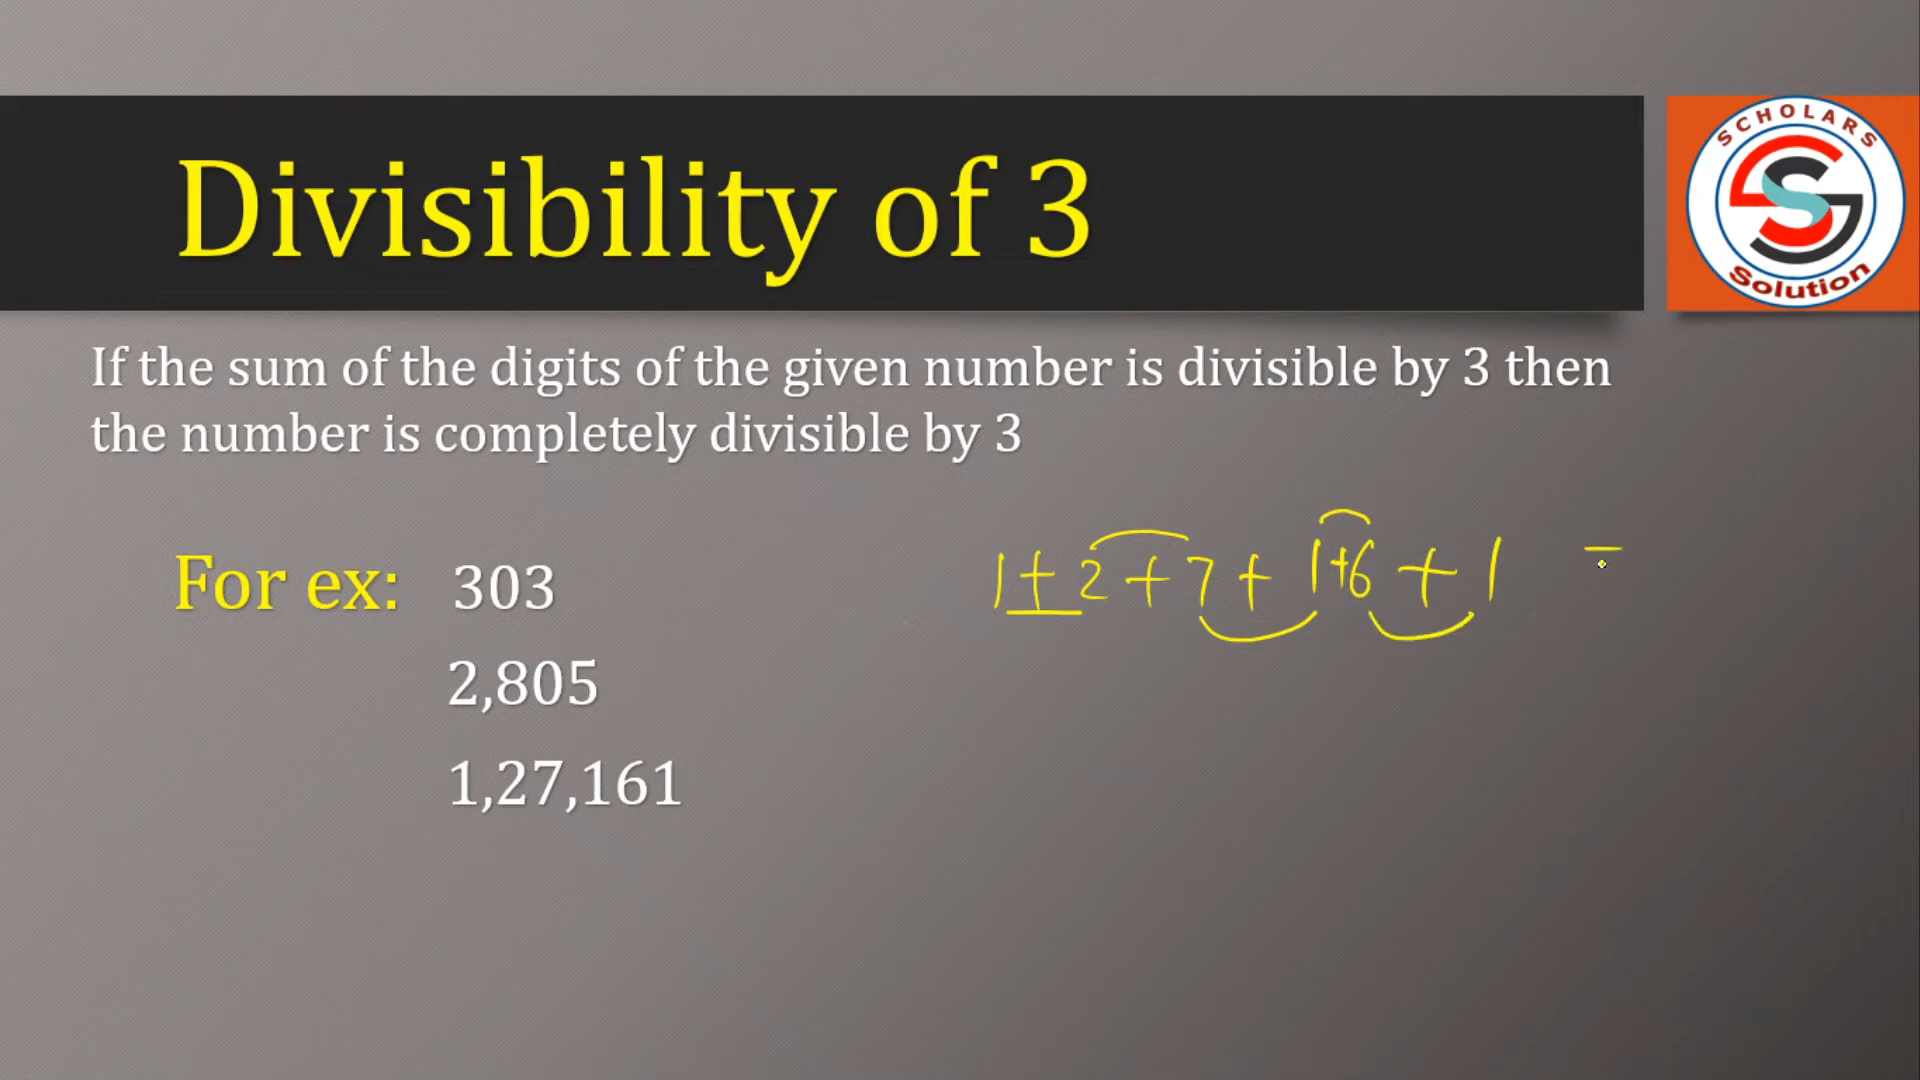 Divisibility of 3
SCHOLARS
Solution
If the sum of the digits of the given number is divisible by 3 then
the number is completely divisible by 3
For ex: 303
1+2+7+1+6+1
2,805
1,27,161